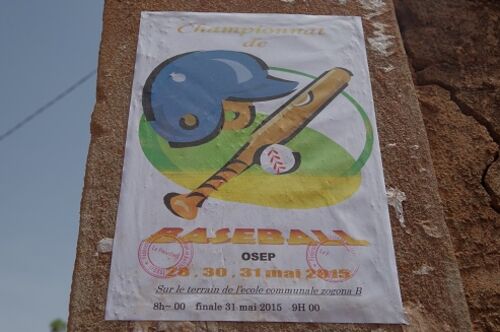 Championnat
de
BASEBALL
OSEP
28, 30, 31 mai 2015
Sur le terrain de l'ecole communale zogona B
8h-00 finale 31 mai 2015 9H 00